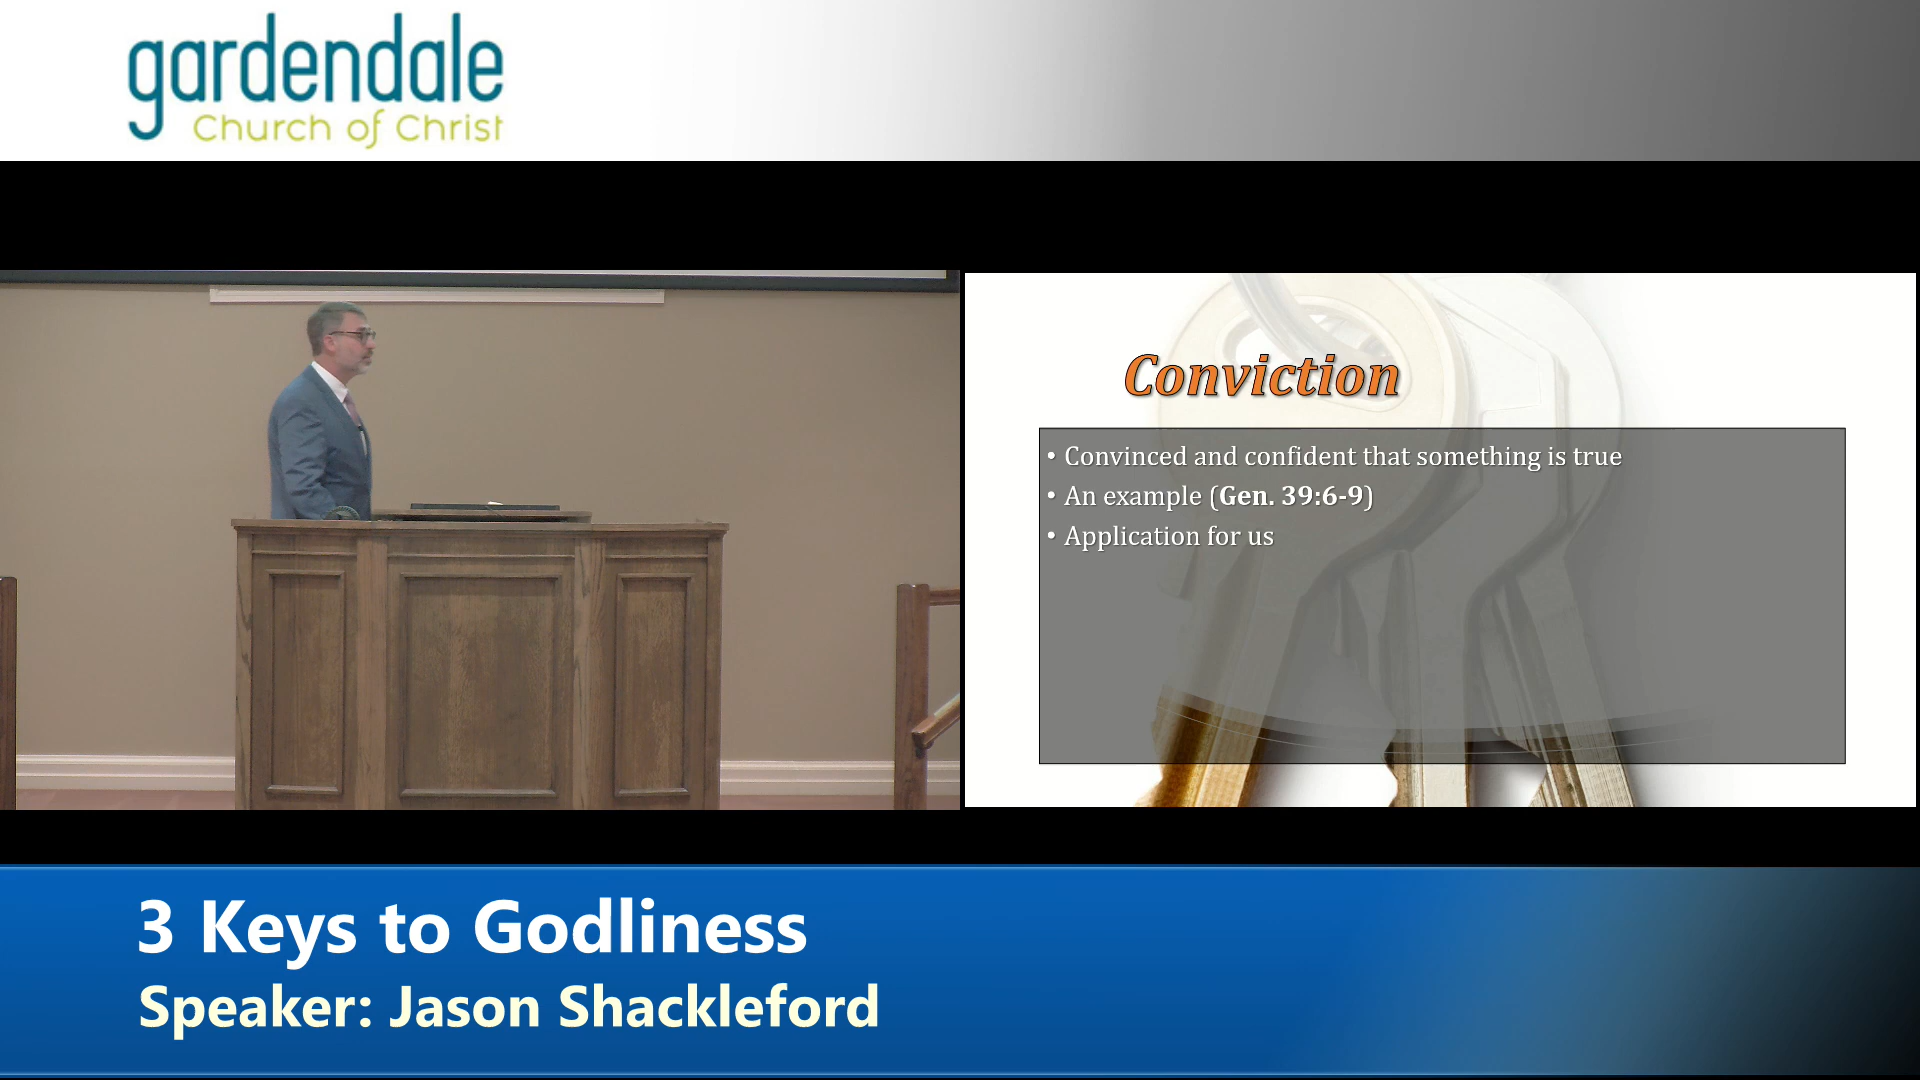 gardendale
Church of Christ
Conviction
• Convinced and confident that something is true
• An example (Gen. 39:6-9)
• Application for us
3 Keys to Godliness
Speaker: Jason Shackleford